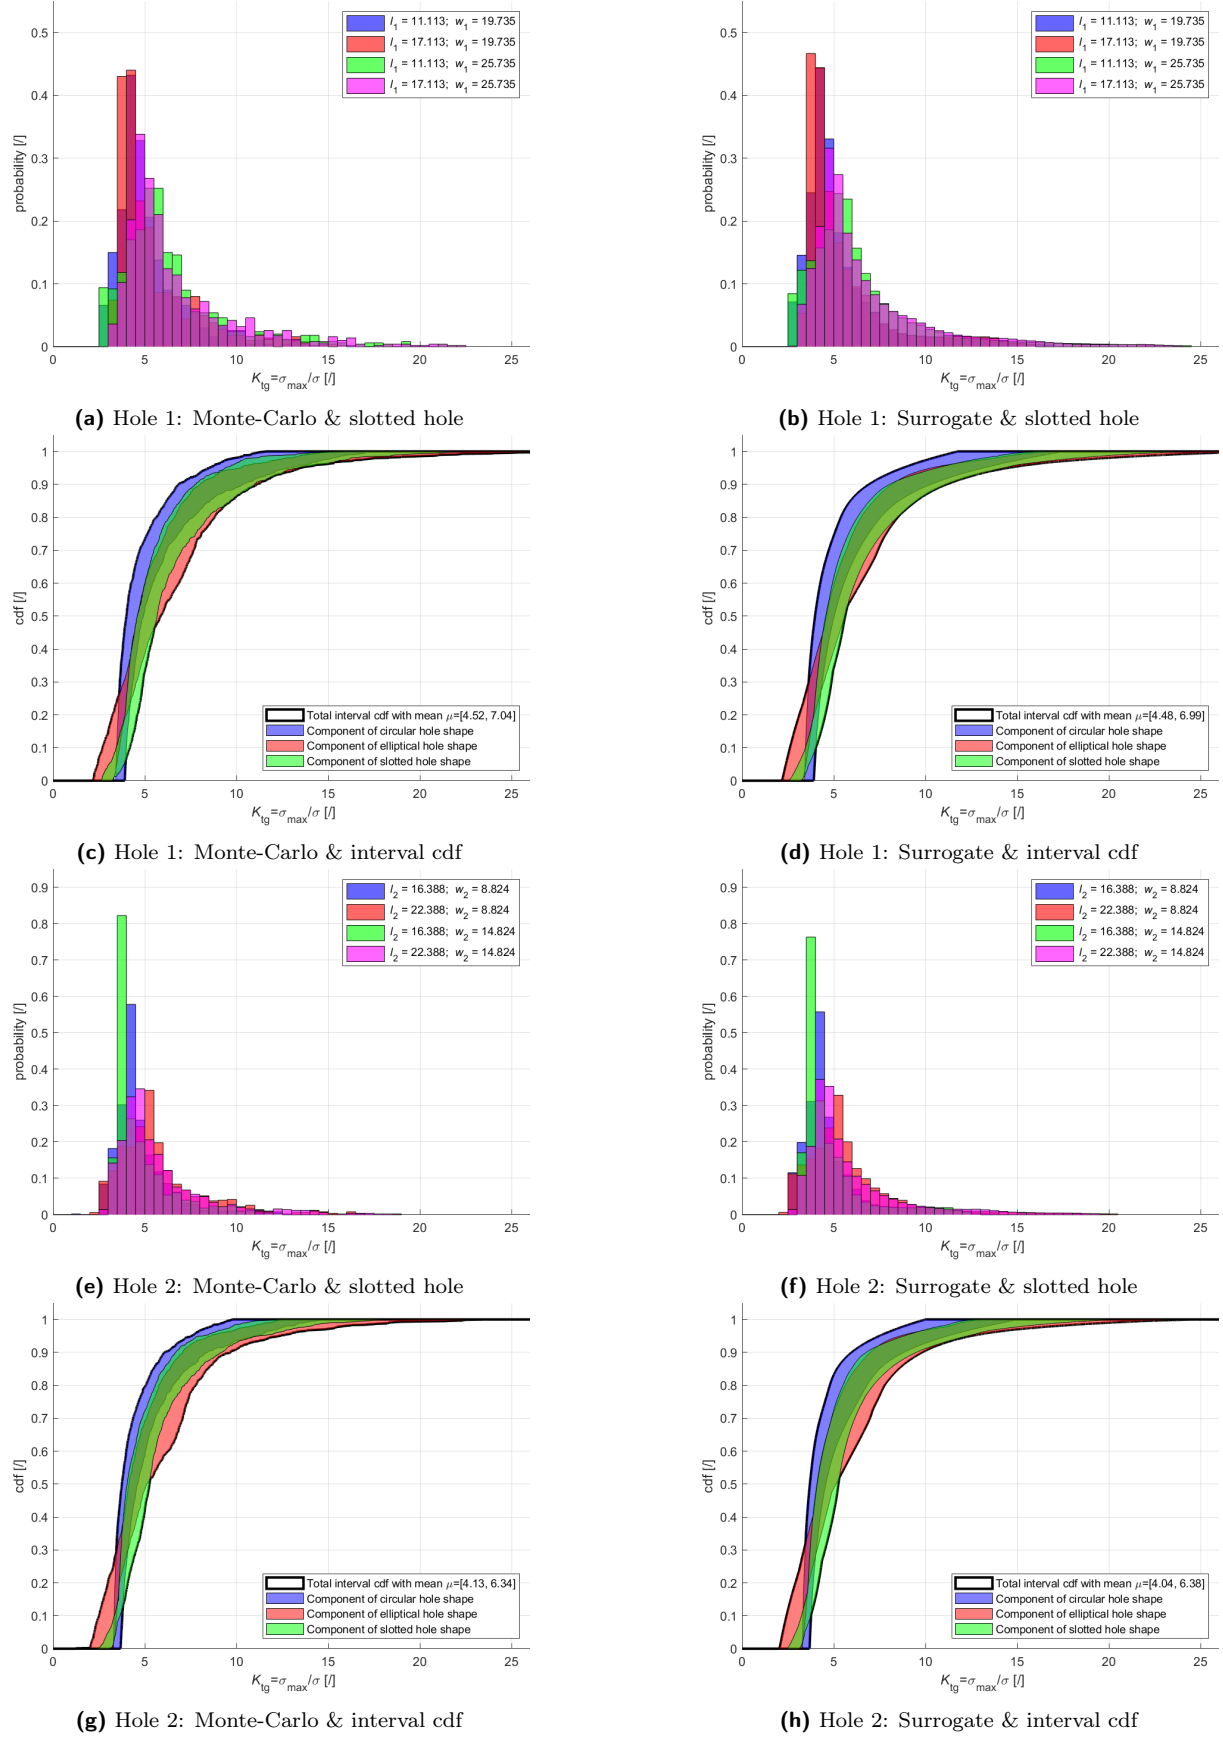 0.5
0.4
0.3
0.2
0.1
0
probability [/]
l1 = 11.113; w1 = 19.735
l1 = 17.113; w1 = 19.735
l1 = 11.113; w1 = 25.735
l1 = 17.113; w1 = 25.735
0 5 10 15 20 25
Ktg=σmax/σ [/]
(a) Hole 1: Monte-Carlo & slotted hole
0.5
0.4
0.3
0.2
0.1
0
probability [/]
l1 = 11.113; w1 = 19.735
l1 = 17.113; w1 = 19.735
l1 = 11.113; w1 = 25.735
l1 = 17.113; w1 = 25.735
0 5 10 15 20 25
Ktg=σmax/σ [/]
(b) Hole 1: Surrogate & slotted hole
1
0.9
0.8
0.7
0.6
0.5
0.4
0.3
0.2
0.1
0
cdf [/]
Total interval cdf with mean μ=[4.52, 7.04]
Component of circular hole shape
Component of elliptical hole shape
Component of slotted hole shape
0 5 10 15 20 25
Ktg=σmax/σ [/]
(c) Hole 1: Monte-Carlo & interval cdf
1
0.9
0.8
0.7
0.6
0.5
0.4
0.3
0.2
0.1
0
cdf [/]
Total interval cdf with mean μ=[4.48, 6.99]
Component of circular hole shape
Component of elliptical hole shape
Component of slotted hole shape
0 5 10 15 20 25
Ktg=σmax/σ [/]
(d) Hole 1: Surrogate & interval cdf
0.9
0.8
0.7
0.6
0.5
0.4
0.3
0.2
0.1
0
probability [/]
l2 = 16.388; w2 = 8.824
l2 = 22.388; w2 = 8.824
l2 = 16.388; w2 = 14.824
l2 = 22.388; w2 = 14.824
0 5 10 15 20 25
Ktg=σmax/σ [/]
(e) Hole 2: Monte-Carlo & slotted hole
0.9
0.8
0.7
0.6
0.5
0.4
0.3
0.2
0.1
0
probability [/]
l2 = 16.388; w2 = 8.824
l2 = 22.388; w2 = 8.824
l2 = 16.388; w2 = 14.824
l2 = 22.388; w2 = 14.824
0 5 10 15 20 25
Ktg=σmax/σ [/]
(f) Hole 2: Surrogate & slotted hole
1
0.9
0.8
0.7
0.6
0.5
0.4
0.3
0.2
0.1
0
cdf [/]
Total interval cdf with mean μ=[4.13, 6.34]
Component of circular hole shape
Component of elliptical hole shape
Component of slotted hole shape
0 5 10 15 20 25
Ktg=σmax/σ [/]
(g) Hole 2: Monte-Carlo & interval cdf
1
0.9
0.8
0.7
0.6
0.5
0.4
0.3
0.2
0.1
0
cdf [/]
Total interval cdf with mean μ=[4.04, 6.38]
Component of circular hole shape
Component of elliptical hole shape
Component of slotted hole shape
0 5 10 15 20 25
Ktg=σmax/σ [/]
(h) Hole 2: Surrogate & interval cdf